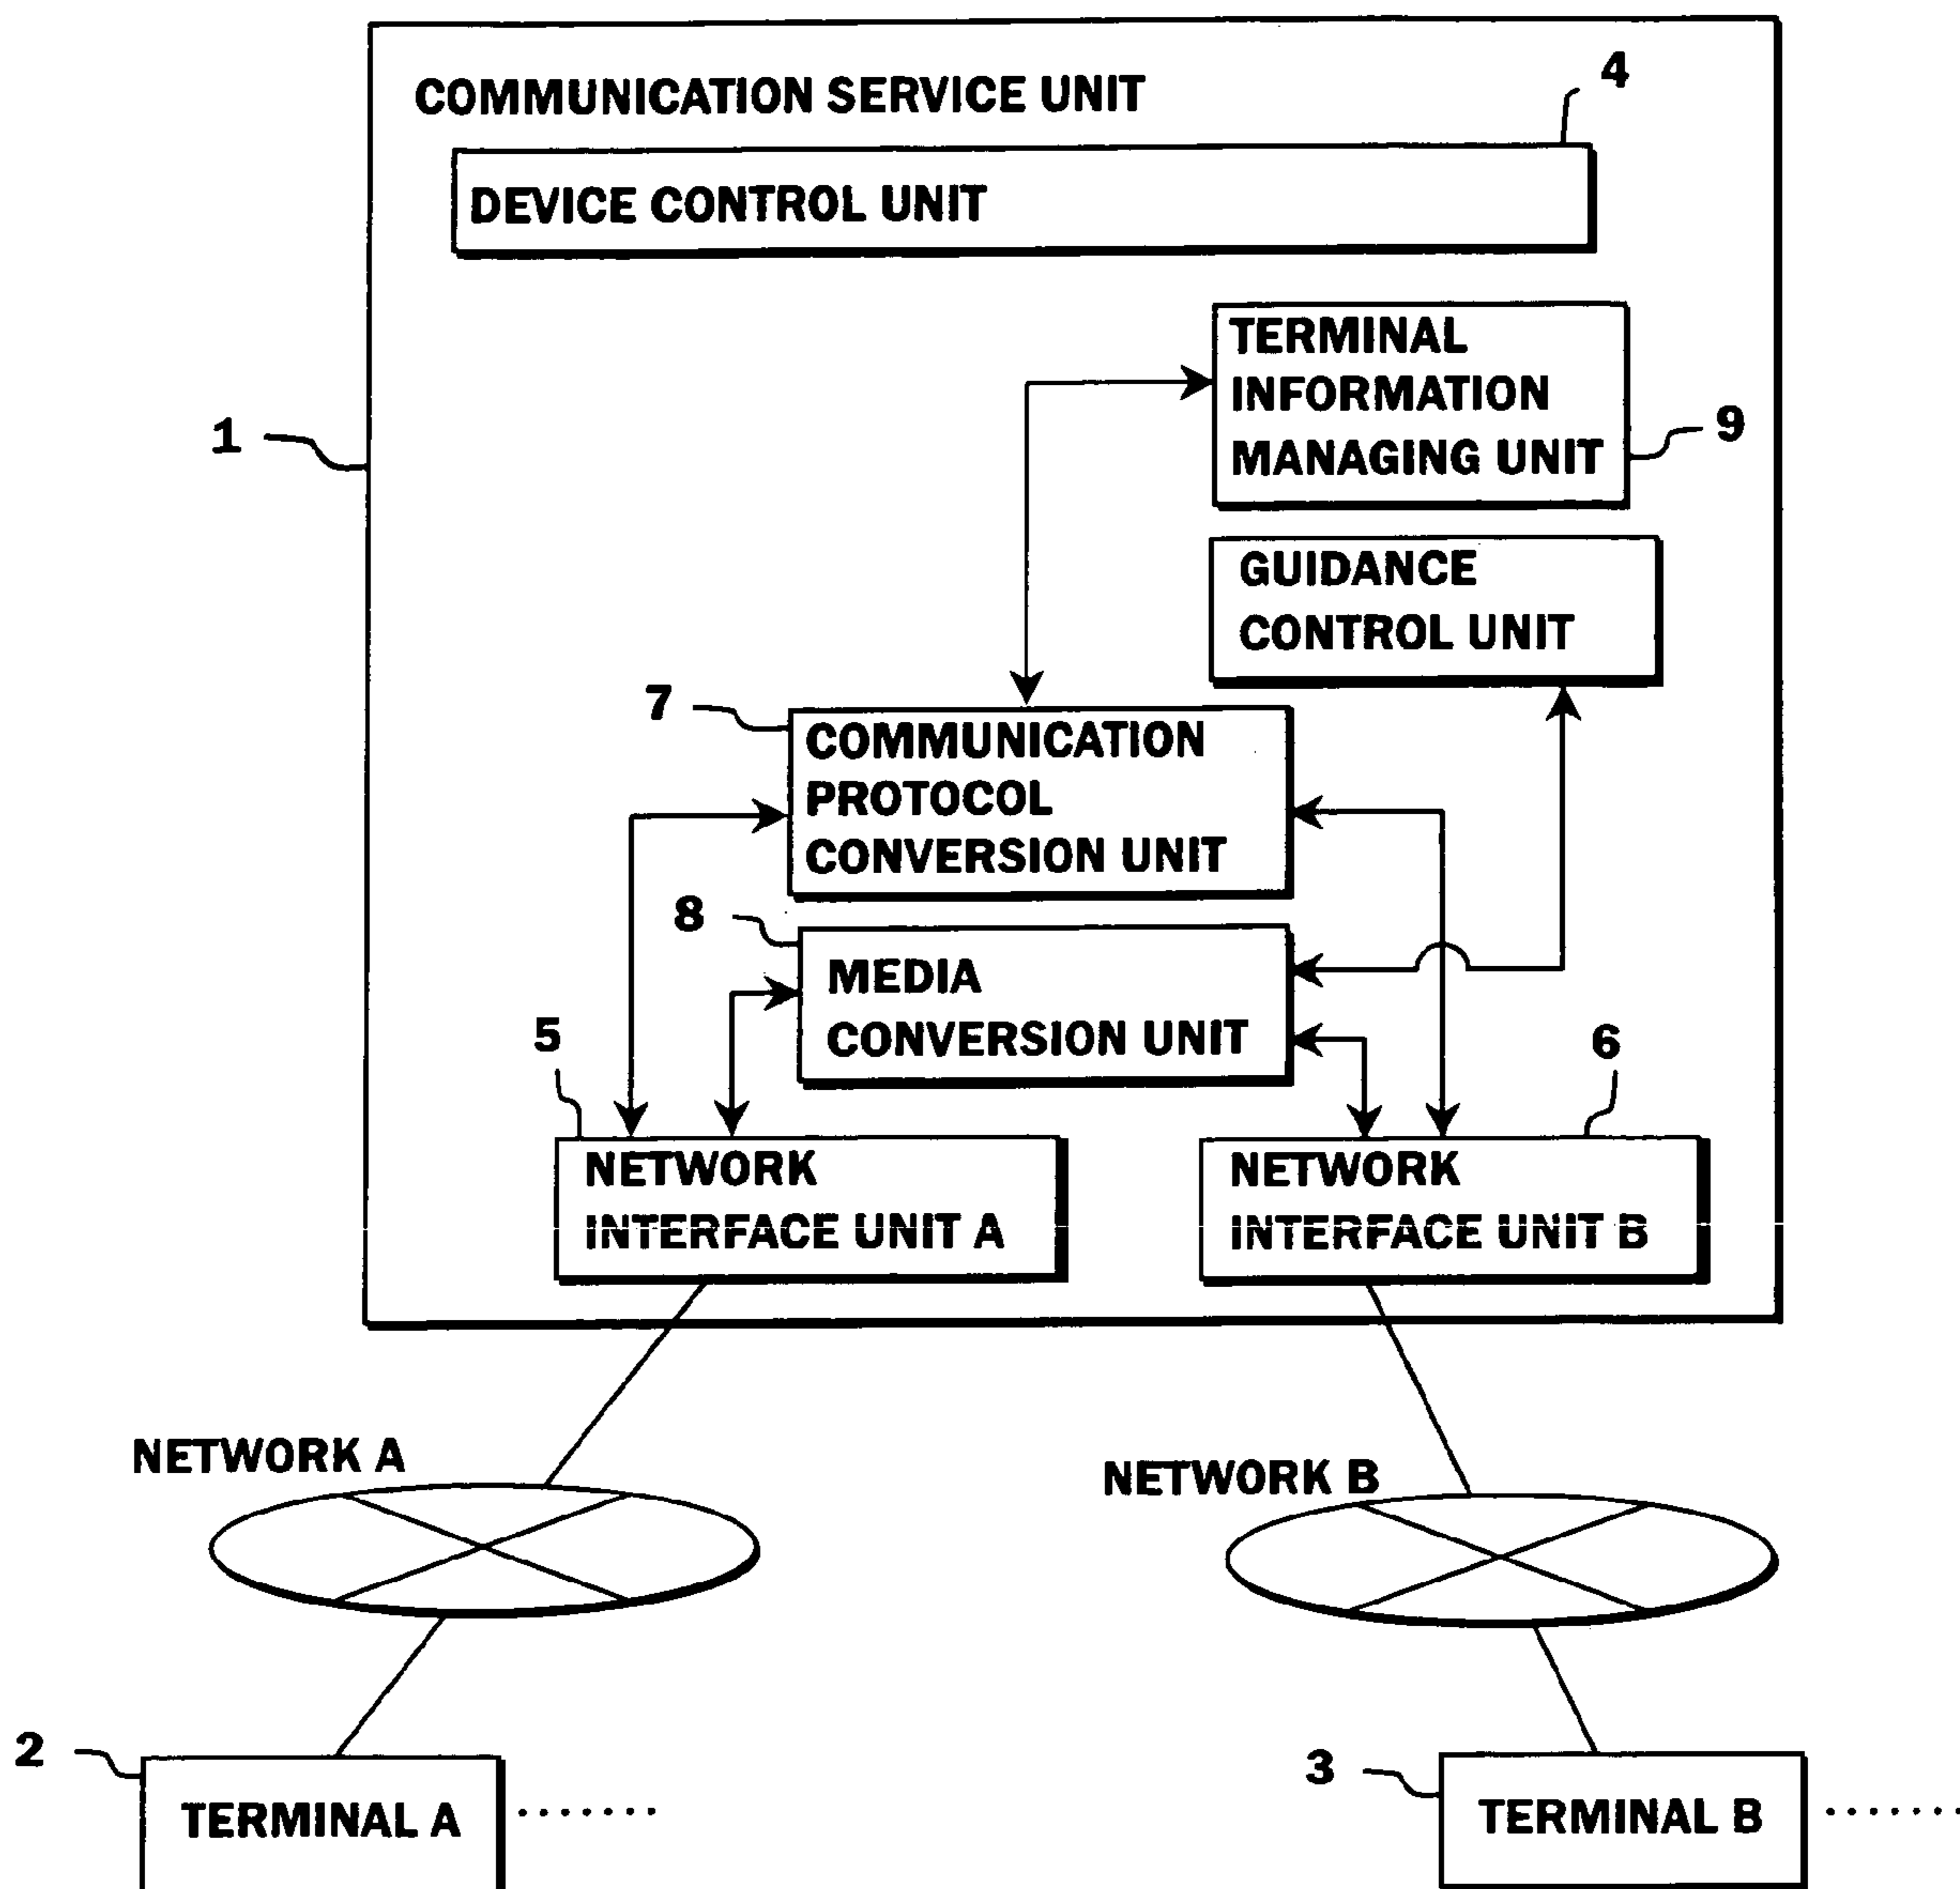 COMMUNICATION SERVICE UNIT
4
DEVICE CONTROL UNIT
TERMINAL
INFORMATION
MANAGING UNIT
9
1
GUIDANCE
CONTROL UNIT
7
COMMUNICATION
PROTOCOL
CONVERSION UNIT
8
MEDIA
CONVERSION UNIT
5
6
NETWORK
INTERFACE UNIT A
NETWORK
INTERFACE UNIT B
NETWORK A
NETWORK B
2
TERMINAL A .......
3
TERMINAL B .......